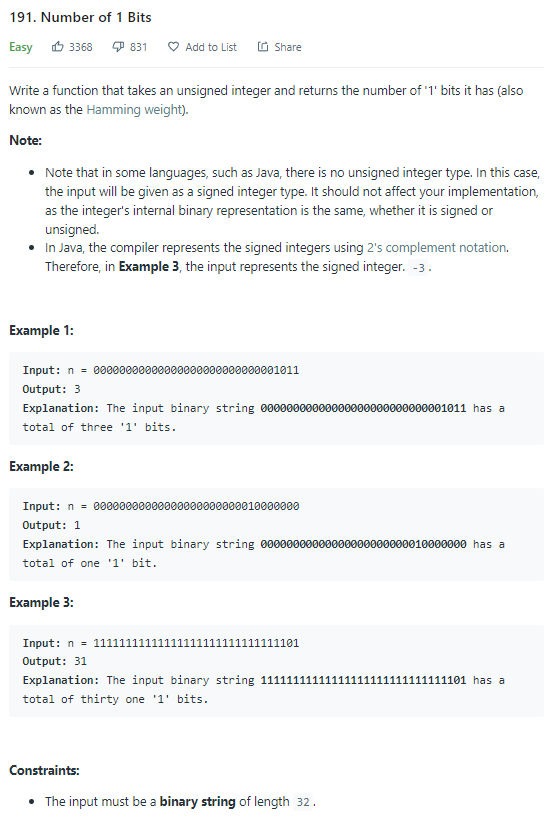 191. Number of 1 Bits
Easy 3368 831 Add to List Share
Write a function that takes an unsigned integer and returns the number of '1' bits it has (also
known as the Hamming weight).
Note:
• Note that in some languages, such as Java, there is no unsigned integer type. In this case,
the input will be given as a signed integer type. It should not affect your implementation,
as the integer's internal binary representation is the same, whether it is signed or
unsigned.
• In Java, the compiler represents the signed integers using 2's complement notation.
Therefore, in Example 3, the input represents the signed integer. -3.
Example 1:
Input: n = 00000000000000000000000000001011
Output: 3
Explanation: The input binary string 00000000000000000000000000001011 has a
total of three '1' bits.
Example 2:
Input: n = 00000000000000000000000010000000
Output: 1
Explanation: The input binary string 00000000000000000000000010000000 has a
total of one '1' bit.
Example 3:
Input: n = 11111111111111111111111111111101
Output: 31
Explanation: The input binary string 11111111111111111111111111111101 has a
total of thirty one '1' bits.
Constraints:
• The input must be a binary string of length 32.